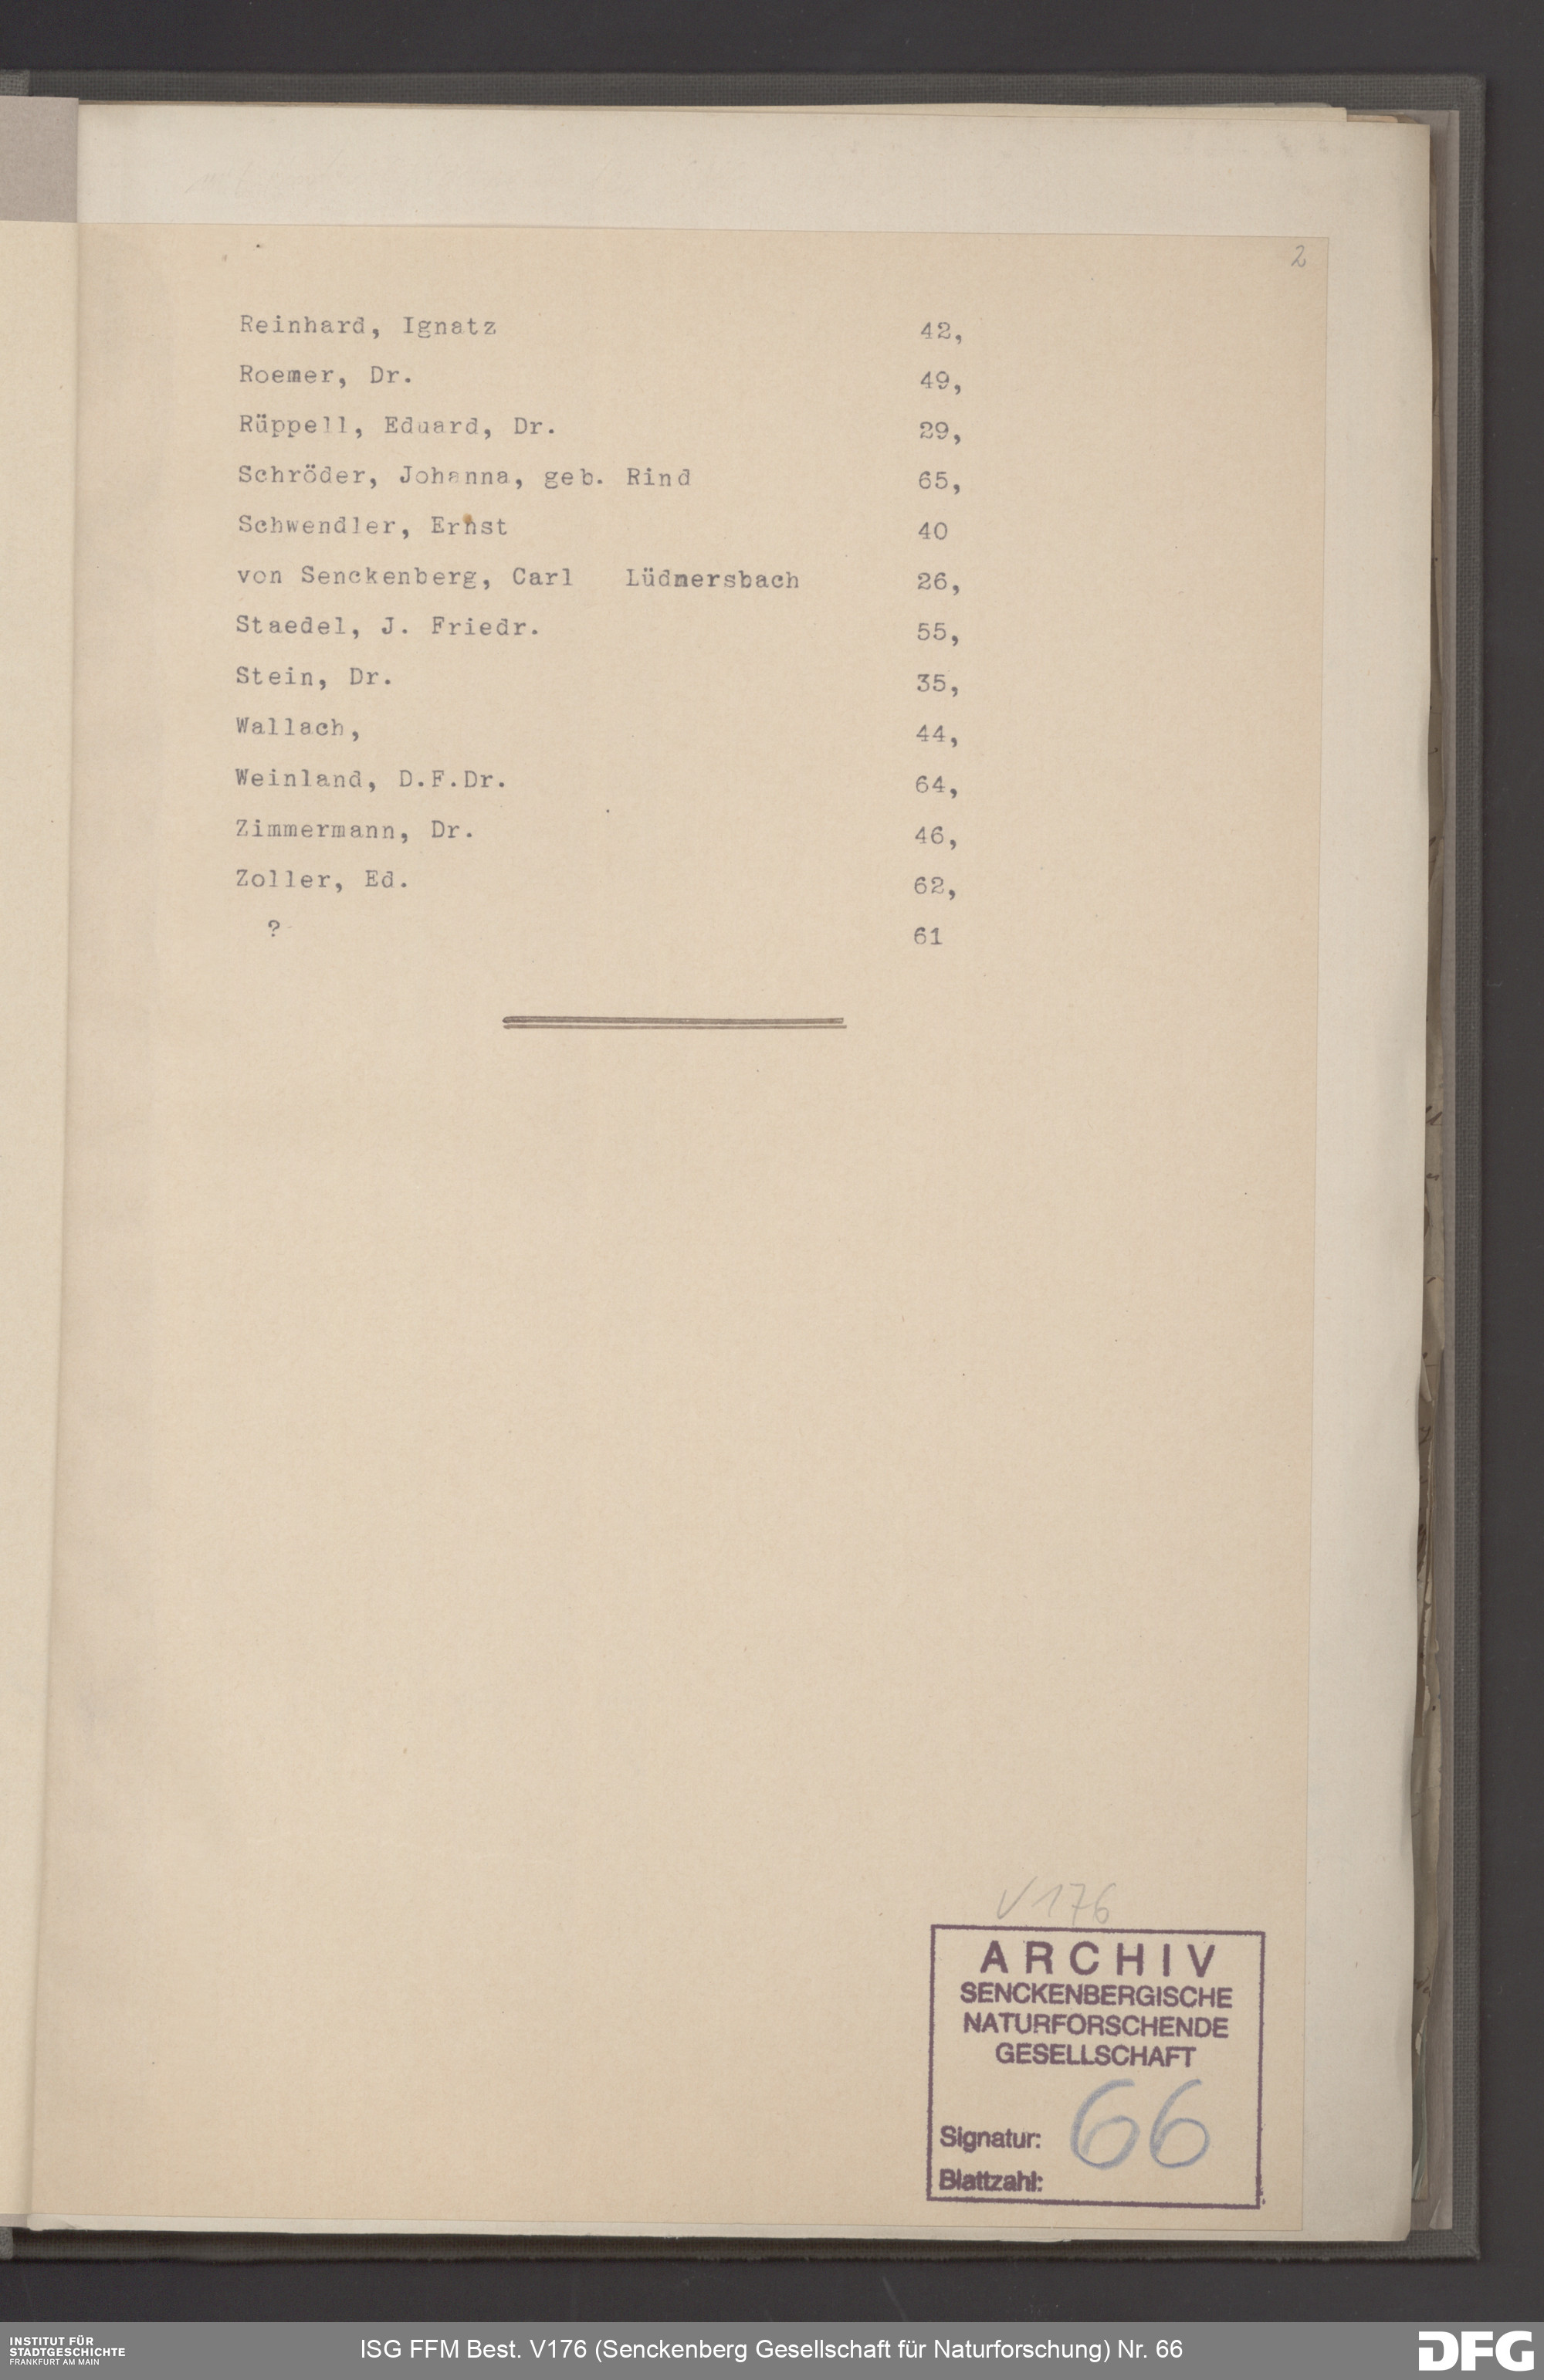 2
Reinhard, Ignatz 42,
Roemer, Dr. 49,
Rüppell, Eduard, Dr. 29,
Schröder, Johanna, geb. Rind 65,
Schwendler, Ernst 40
von Senckenberg, Carl Lüdmersbach 26,
Staedel, J. Friedr. 55,
Stein, Dr. 35,
Wallach, 44,
Weinland, D.F.Dr. 64,
Zimmermann, Dr. 46,
Zoller, Ed. 62,
? 61
V 176
ARCHIV
SENCKENBERGISCHE
NATURFORSCHENDE
GESELLSCHAFT
Signatur: 66
Blattzahl:
INSTITUT FÜR
STADTGESCHICHTE
FRANKFURT AM MAIN
ISG FFM Best. V176 (Senckenberg Gesellschaft für Naturforschung) Nr. 66
DFG